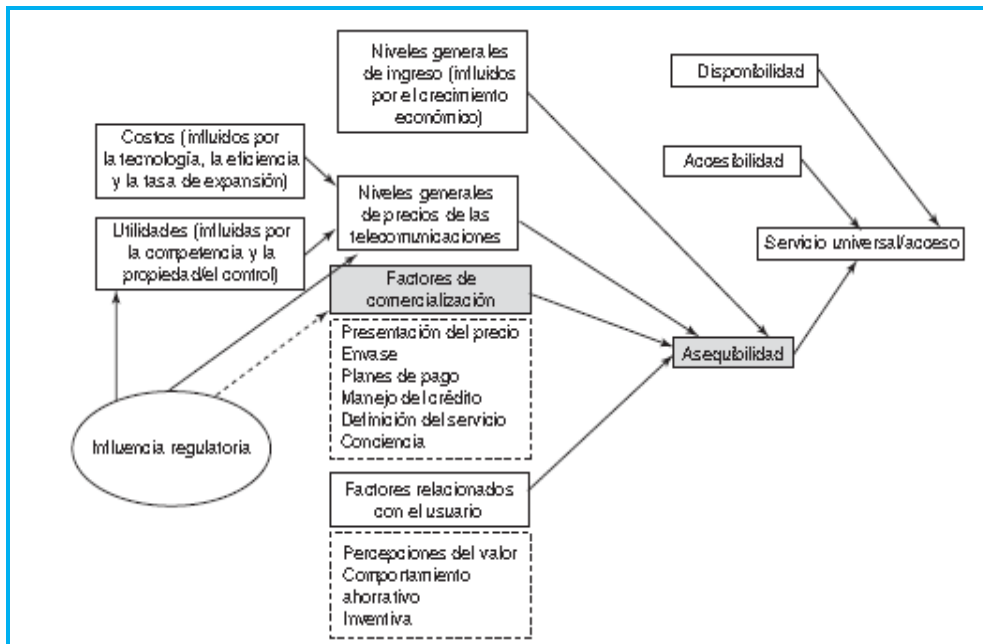 Niveles generales
de ingreso (influidos
por el crecimiento
económico)
Disponibilidad
Costos (influidos por
la tecnología, la eficiencia
y la tasa de expansión)
Accesibilidad
Niveles generales
de precios de las
telecomunicaciones
Utilidades (influidas por
la competencia y la
propiedad/el control)
Servicio universal/acceso
Factores de
comercialización
Presentación del precio
Envase
Planes de pago
Manejo del crédito
Definición del servicio
Conciencia
Asequibilidad
Influencia regulatoria
Factores relacionados
con el usuario
Percepciones del valor
Comportamiento
ahorrativo
Inventiva